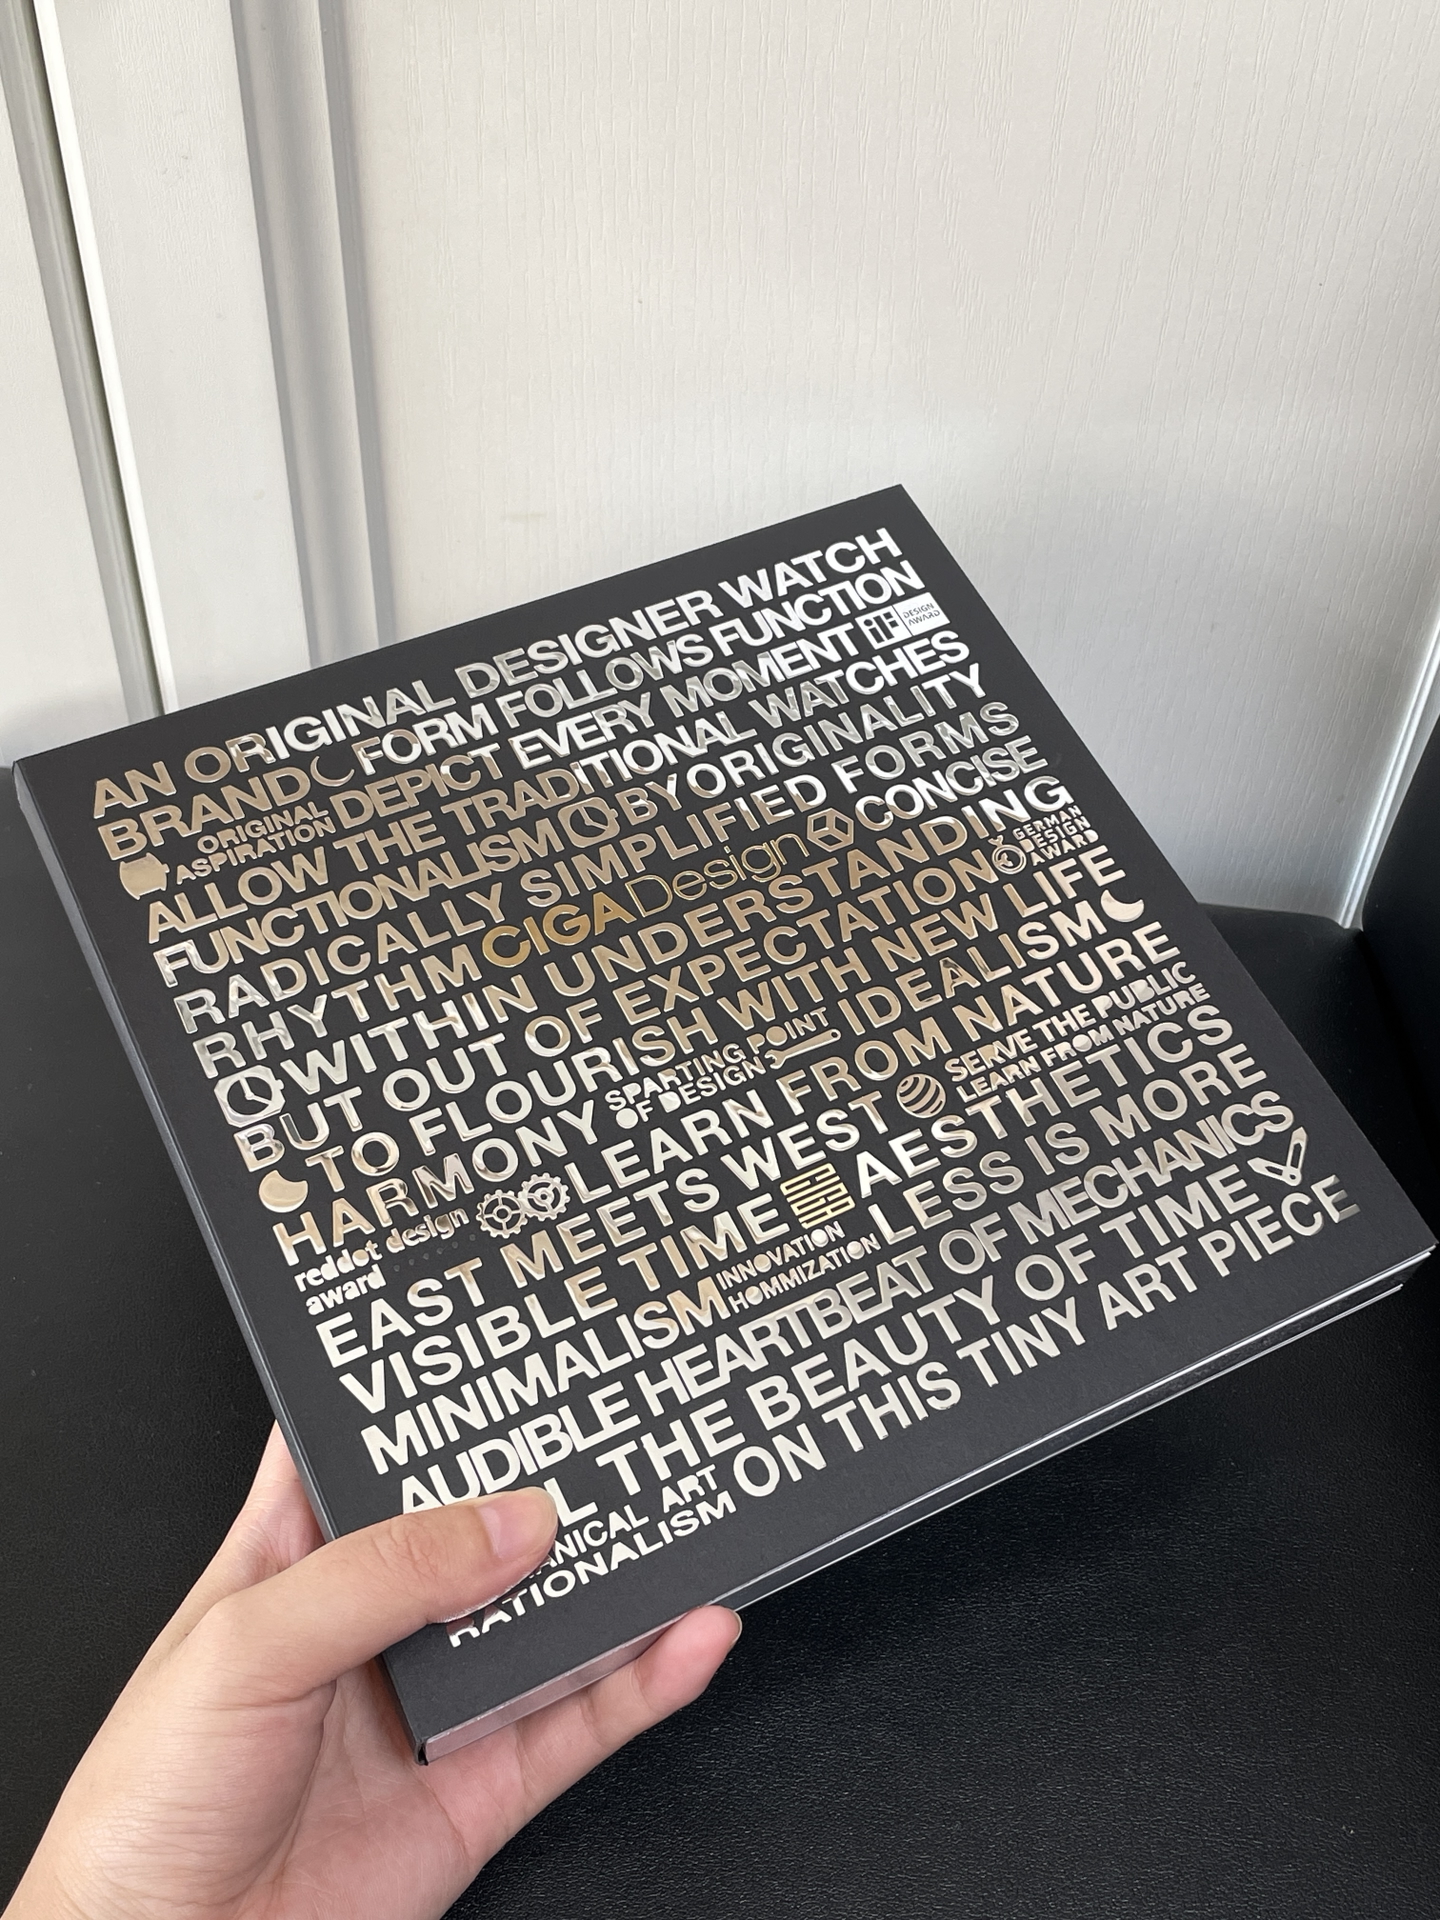 AN ORIGINAL DESIGNER WATCH
BRAND FORM FOLLOWS FUNCTION
ORIGINAL
ASPIRATION
DEPICT EVERY MOMENT
iF
DESIGN
AWARD
ALLOW THE TRADITIONAL WATCHES
FUNCTIONALISM BY ORIGINALITY
RADICALLY SIMPLIFIED FORMS
RHYTHM CIGA Design CONCISE
WITHIN UNDERSTANDING
BUT OUT OF EXPECTATION
GERMAN
DESIGN
AWARD
TO FLOURISH WITH NEW LIFE
HARMONY
SPARTING POINT
OF DESIGN
IDEALISM
reddot design
award
LEARN FROM NATURE
EAST MEETS WEST
SERVE THE PUBLIC
LEARN FROM NATURE
VISIBLE TIME AESTHETICS
MINIMALISM
INNOVATION
HOMMIZATION
LESS IS MORE
AUDIBLE HEARTBEAT OF MECHANICS
THE BEAUTY OF TIME
ART
RATIONALISM
ON THIS TINY ART PIECE